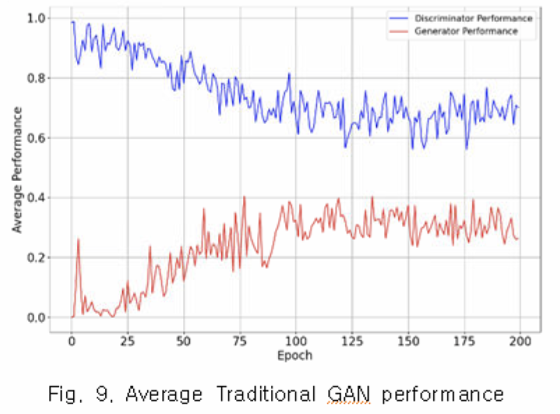 Discriminator Performance
Generator Performance
1.0
0.8
0.6
0.4
0.2
0.0
Average Performance
0 25 50 75 100 125 150 175 200
Epoch
Fig. 9. Average Traditional GAN performance